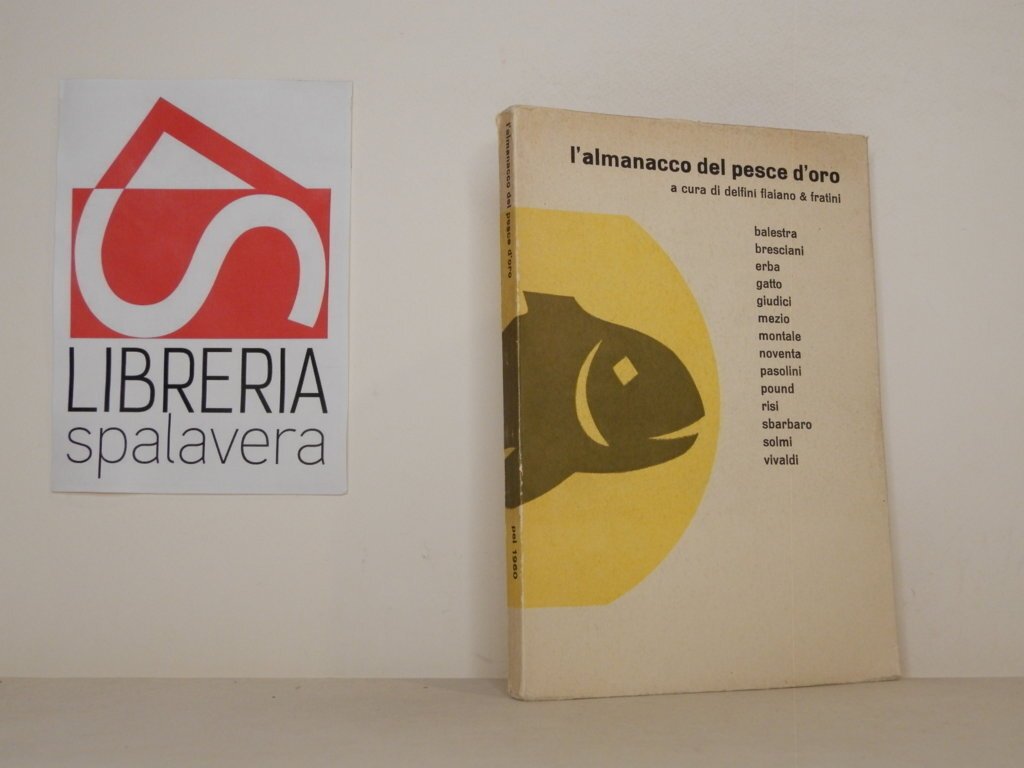 LIBRERIA
spalavera
l'almanacco del pesce d'oro
pel 1960
l'almanacco del pesce d'oro
a cura di delfini flaiano & fratini
balestra
bresciani
erba
gatto
giudici
mezio
montale
noventa
pasolini
pound
risi
sbarbaro
solmi
vivaldi